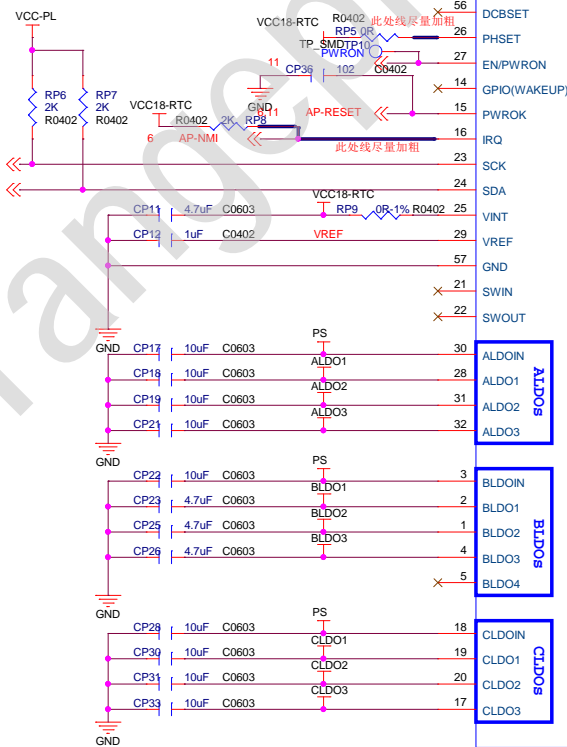 56 DCBSET
VCC-PL
VCC18-RTC R0402 此处线尽量加粗
RP5 0R 26 PHSET
TP_SMD TP10
PWRON 27 EN/PWRON
11 CP36 102 C0402
14 GPIO(WAKEUP)
RP6 RP7
2K 2K
R0402 R0402
VCC18-RTC
GND
11 AP-RESET 15 PWROK
R0402 2K RP8
6 AP-NMI 16 IRQ
此处线尽量加粗
23 SCK
24 SDA
VCC18-RTC
CP11 4.7uF C0603 RP9 0R-1% R0402 25 VINT
CP12 1uF C0402 VREF 29 VREF
57 GND
21 SWIN
22 SWOUT
GND
PS
CP17 10uF C0603 30 ALDOIN
ALDO1
CP18 10uF C0603 28 ALDO1
ALDO2
CP19 10uF C0603 31 ALDO2
ALDO3
CP21 10uF C0603 32 ALDO3
ALDOs
GND
PS
CP22 10uF C0603 3 BLDOIN
BLDO1
CP23 4.7uF C0603 2 BLDO1
BLDO2
CP25 4.7uF C0603 1 BLDO2
BLDO3
CP26 4.7uF C0603 4 BLDO3
5 BLDO4
BLDOs
GND
PS
CP28 10uF C0603 18 CLDOIN
CLDO1
CP30 10uF C0603 19 CLDO1
CLDO2
CP31 10uF C0603 20 CLDO2
CLDO3
CP33 10uF C0603 17 CLDO3
CLDOs
GND